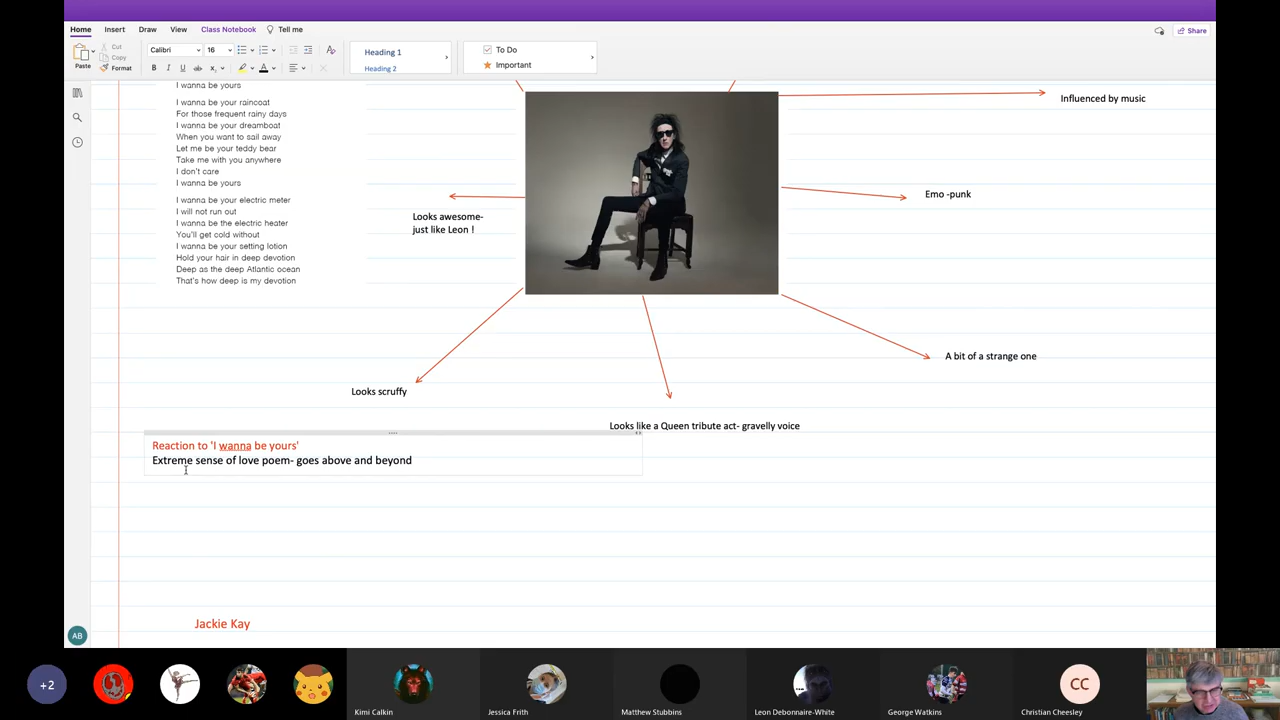 Home Insert Draw View Class Notebook Tell me
Share
Paste
Cut
Copy
Format
Calibri 16
Heading 1
Heading 2
To Do
Important
I wanna be yours
I wanna be your raincoat
For those frequent rainy days
I wanna be your dreamboat
When you want to sail away
Let me be your teddy bear
Take me with you anywhere
I don't care
I wanna be yours
I wanna be your electric meter
I will not run out
I wanna be the electric heater
You'll get cold without
I wanna be your setting lotion
Hold your hair in deep devotion
Deep as the deep Atlantic ocean
That's how deep is my devotion
Influenced by music
Emo -punk
Looks awesome-
just like Leon !
A bit of a strange one
Looks scruffy
Looks like a Queen tribute act- gravelly voice
Reaction to 'I wanna be yours'
Extreme sense of love poem- goes above and beyond
Jackie Kay
AB
+2
CC
Kimi Calkin
Jessica Frith
Matthew Stubbins
Leon Debonnaire-White
George Watkins
Christian Cheesley